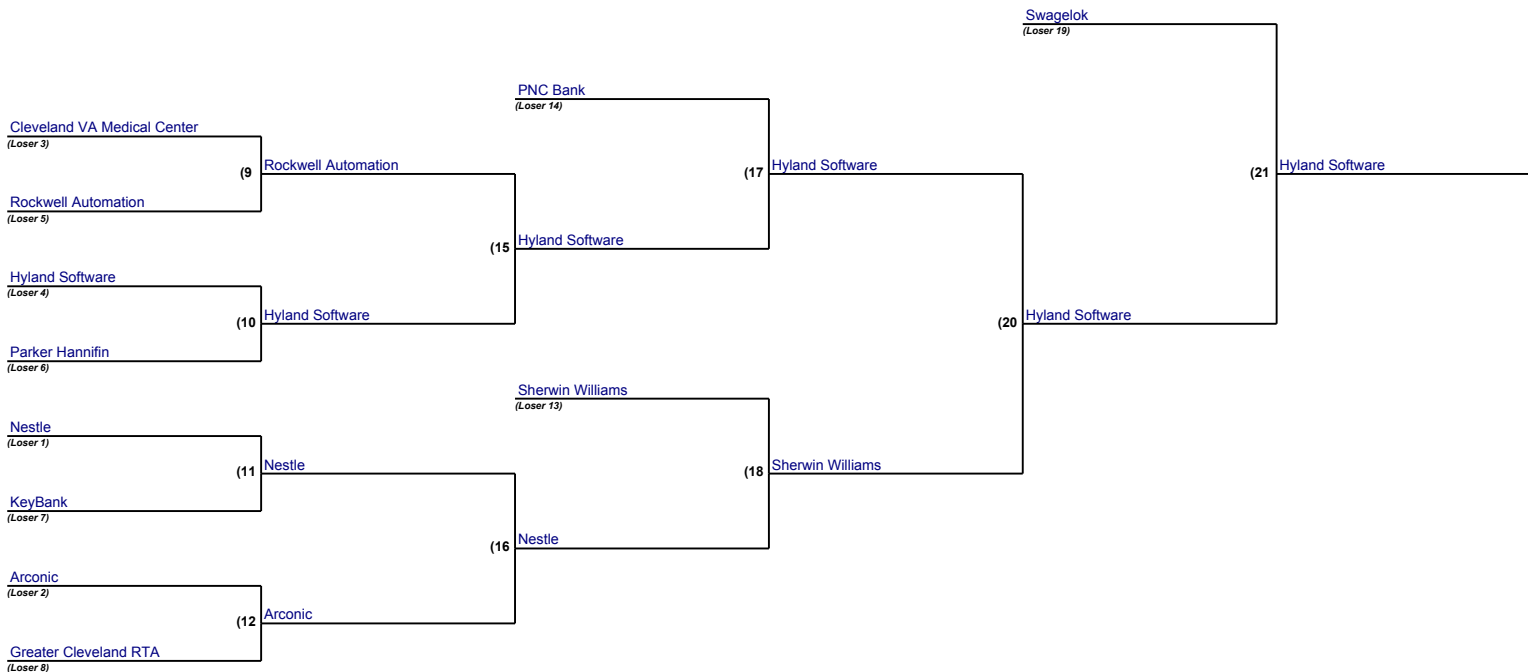 Swagelok
(Loser 19)
PNC Bank
(Loser 14)
Cleveland VA Medical Center
(Loser 3)
(9 Rockwell Automation
(17 Hyland Software
(21 Hyland Software
Rockwell Automation
(Loser 5)
(15 Hyland Software
Hyland Software
(Loser 4)
(10 Hyland Software
(20 Hyland Software
Parker Hannifin
(Loser 6)
Sherwin Williams
(Loser 13)
Nestle
(Loser 1)
(11 Nestle
(18 Sherwin Williams
KeyBank
(Loser 7)
(16 Nestle
Arconic
(Loser 2)
(12 Arconic
Greater Cleveland RTA
(Loser 8)